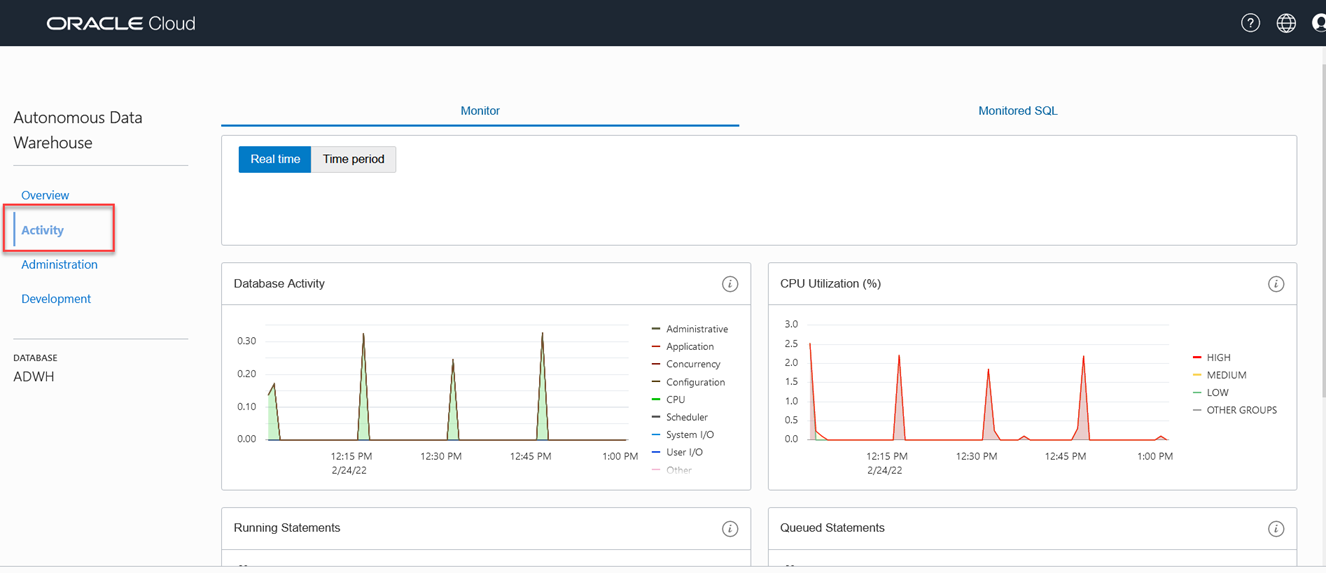 ORACLE Cloud
?
Autonomous Data
Warehouse
Overview
Activity
Administration
Development
DATABASE
ADWH
Monitor
Monitored SQL
Real time
Time period
Database Activity
i
0.30
0.20
0.10
0.00
12:15 PM
12:30 PM
12:45 PM
1:00 PM
2/24/22
Administrative
Application
Concurrency
Configuration
CPU
Scheduler
System I/O
User I/O
Other
CPU Utilization (%)
i
3.0
2.5
2.0
1.5
1.0
0.5
0.0
12:15 PM
12:30 PM
12:45 PM
1:00 PM
2/24/22
HIGH
MEDIUM
LOW
OTHER GROUPS
Running Statements
i
Queued Statements
i